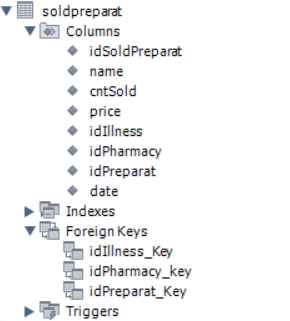 soldpreparat
Columns
idSoldPreparat
name
cntSold
price
idIllness
idPharmacy
idPreparat
date
Indexes
Foreign Keys
idIllness_Key
idPharmacy_key
idPreparat_Key
Triggers